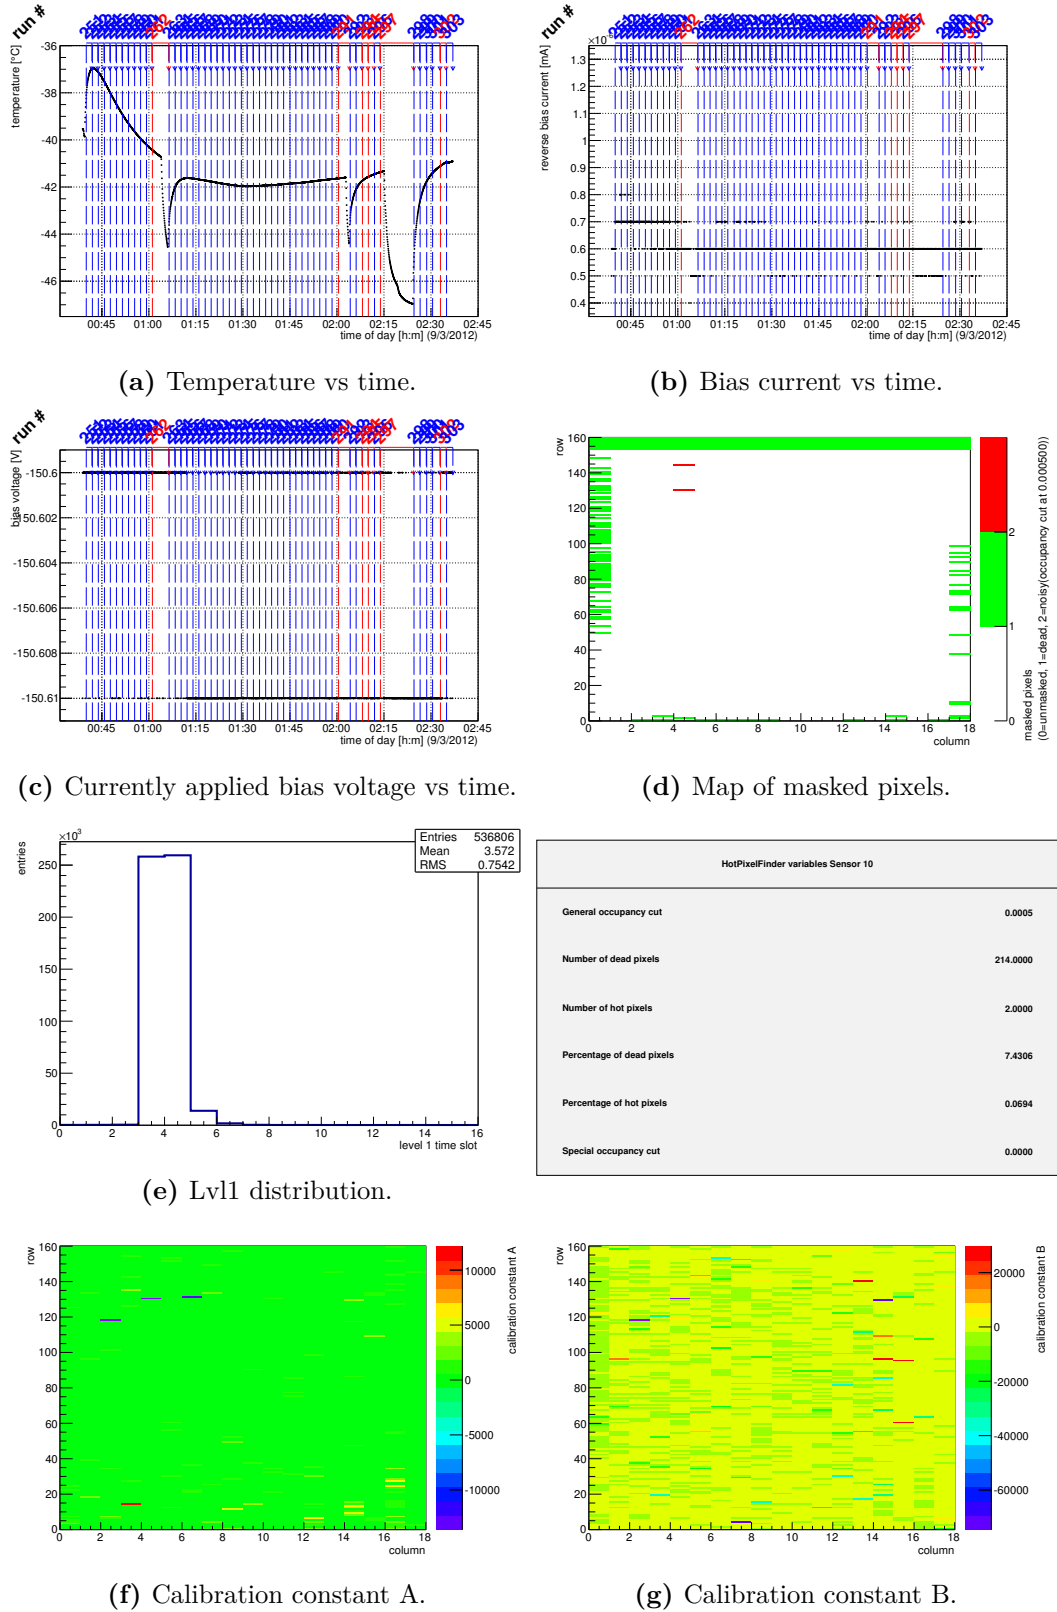 run #
temperature [°C]
-36
-38
-40
-42
-44
-46
00:45 01:00 01:15 01:30 01:45 02:00 02:15 02:30 02:45
time of day [h:m] (9/3/2012)
(a) Temperature vs time.
run #
reverse bias current [mA]
1.3
1.2
1.1
1
0.9
0.8
0.7
0.6
0.5
0.4
00:45 01:00 01:15 01:30 01:45 02:00 02:15 02:30 02:45
time of day [h:m] (9/3/2012)
(b) Bias current vs time.
run #
bias voltage [V]
-150.6
-150.602
-150.604
-150.606
-150.608
-150.61
00:45 01:00 01:15 01:30 01:45 02:00 02:15 02:30 02:45
time of day [h:m] (9/3/2012)
(c) Currently applied bias voltage vs time.
row
160
140
120
100
80
60
40
20
0
0 2 4 6 8 10 12 14 16 18
column
2
1
0
masked pixels
(0=unmasked, 1=dead, 2=noisy(occupancy cut at 0.000500))
(d) Map of masked pixels.
×10³
entries
250
200
150
100
50
0
0 2 4 6 8 10 12 14 16
level 1 time slot
Entries 536806
Mean 3.572
RMS 0.7542
(e) Lvl1 distribution.
HotPixelFinder variables Sensor 10
General occupancy cut 0.0005
Number of dead pixels 214.0000
Number of hot pixels 2.0000
Percentage of dead pixels 7.4306
Percentage of hot pixels 0.0694
Special occupancy cut 0.0000
row
160
140
120
100
80
60
40
20
0
0 2 4 6 8 10 12 14 16 18
column
10000
5000
0
-5000
-10000
calibration constant A
(f) Calibration constant A.
row
160
140
120
100
80
60
40
20
0
0 2 4 6 8 10 12 14 16 18
column
20000
0
-20000
-40000
-60000
calibration constant B
(g) Calibration constant B.